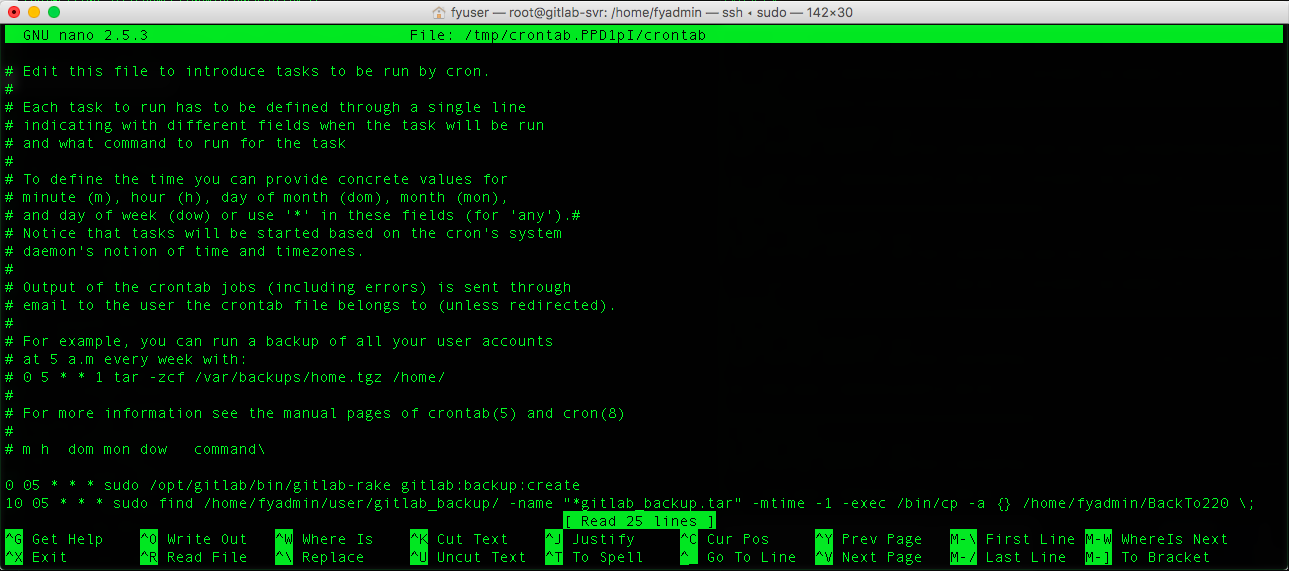 fyuser — root@gitlab-svr: /home/fyadmin — ssh ◂ sudo — 142×30
GNU nano 2.5.3 File: /tmp/crontab.PPD1pI/crontab
# Edit this file to introduce tasks to be run by cron.
#
# Each task to run has to be defined through a single line
# indicating with different fields when the task will be run
# and what command to run for the task
#
# To define the time you can provide concrete values for
# minute (m), hour (h), day of month (dom), month (mon),
# and day of week (dow) or use '*' in these fields (for 'any').#
# Notice that tasks will be started based on the cron's system
# daemon's notion of time and timezones.
#
# Output of the crontab jobs (including errors) is sent through
# email to the user the crontab file belongs to (unless redirected).
#
# For example, you can run a backup of all your user accounts
# at 5 a.m every week with:
# 0 5 * * 1 tar -zcf /var/backups/home.tgz /home/
#
# For more information see the manual pages of crontab(5) and cron(8)
#
# m h  dom mon dow   command\
0 05 * * * sudo /opt/gitlab/bin/gitlab-rake gitlab:backup:create
10 05 * * * sudo find /home/fyadmin/user/gitlab_backup/ -name "*gitlab_backup.tar" -mtime -1 -exec /bin/cp -a {} /home/fyadmin/BackTo220 \;
[ Read 25 lines ]
^G Get Help ^O Write Out ^W Where Is ^K Cut Text ^J Justify ^C Cur Pos ^Y Prev Page M-\ First Line M-W WhereIs Next
^X Exit ^R Read File ^\ Replace ^U Uncut Text ^T To Spell ^_ Go To Line ^V Next Page M-/ Last Line M-] To Bracket